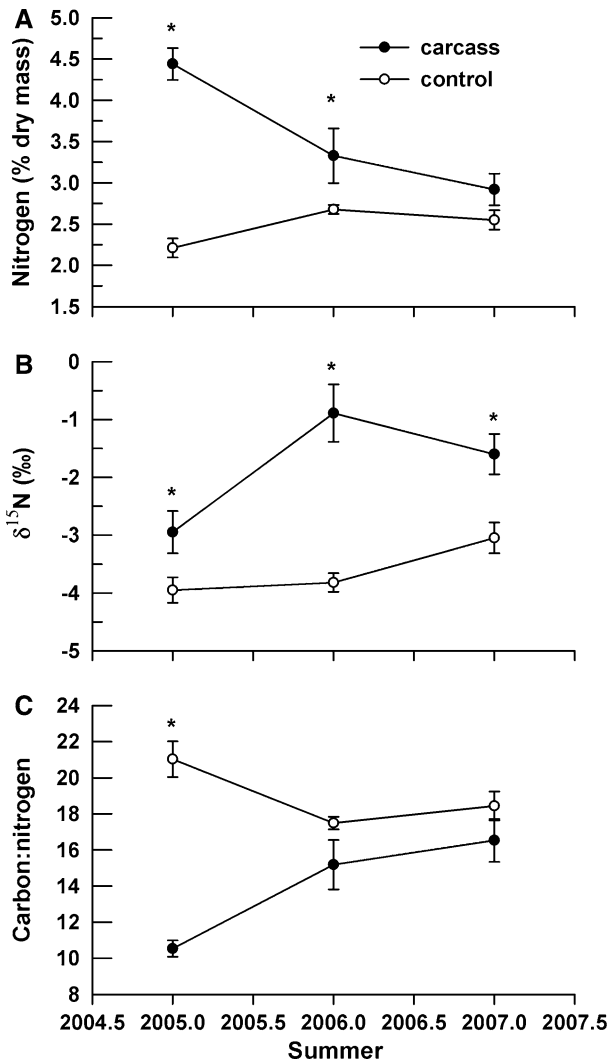 A
5.0
4.5
4.0
3.5
3.0
2.5
2.0
1.5
Nitrogen (% dry mass)
*
*
carcass
control
B
0
-1
-2
-3
-4
-5
δ15N (‰)
*
*
*
C
24
22
20
18
16
14
12
10
8
Carbon:nitrogen
*
2004.5 2005.0 2005.5 2006.0 2006.5 2007.0 2007.5
Summer